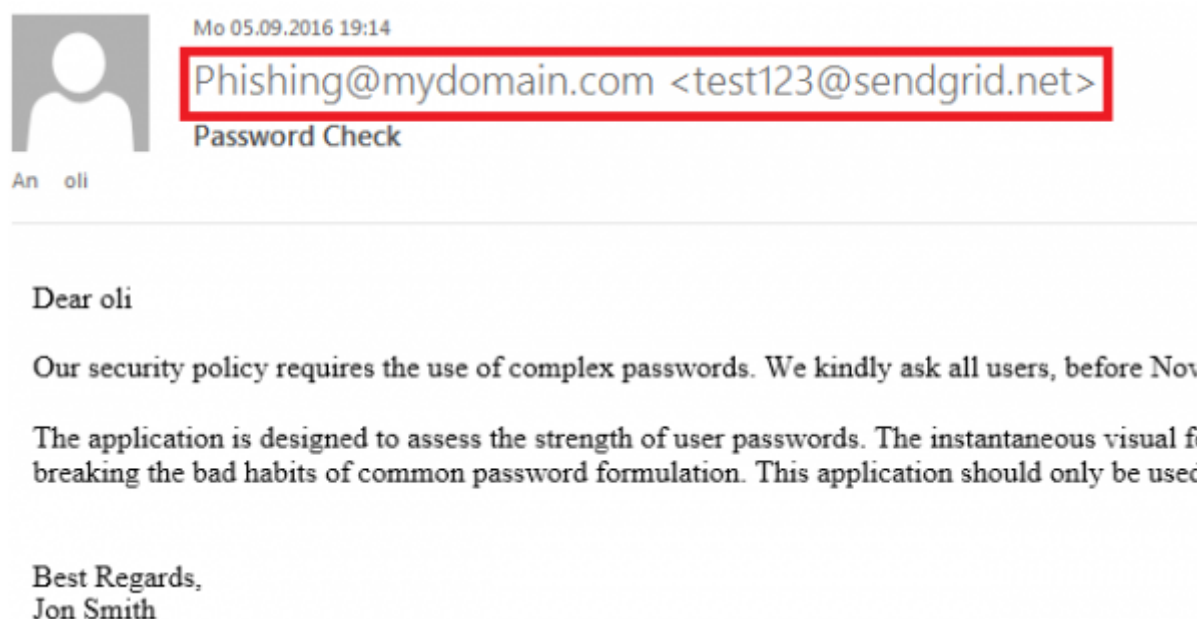 Mo 05.09.2016 19:14
Phishing@mydomain.com <test123@sendgrid.net>
Password Check
An oli
Dear oli
Our security policy requires the use of complex passwords. We kindly ask all users, before
The application is designed to assess the strength of user passwords. The instantaneous visual
breaking the bad habits of common password formulation. This application should only be
Best Regards,
Jon Smith